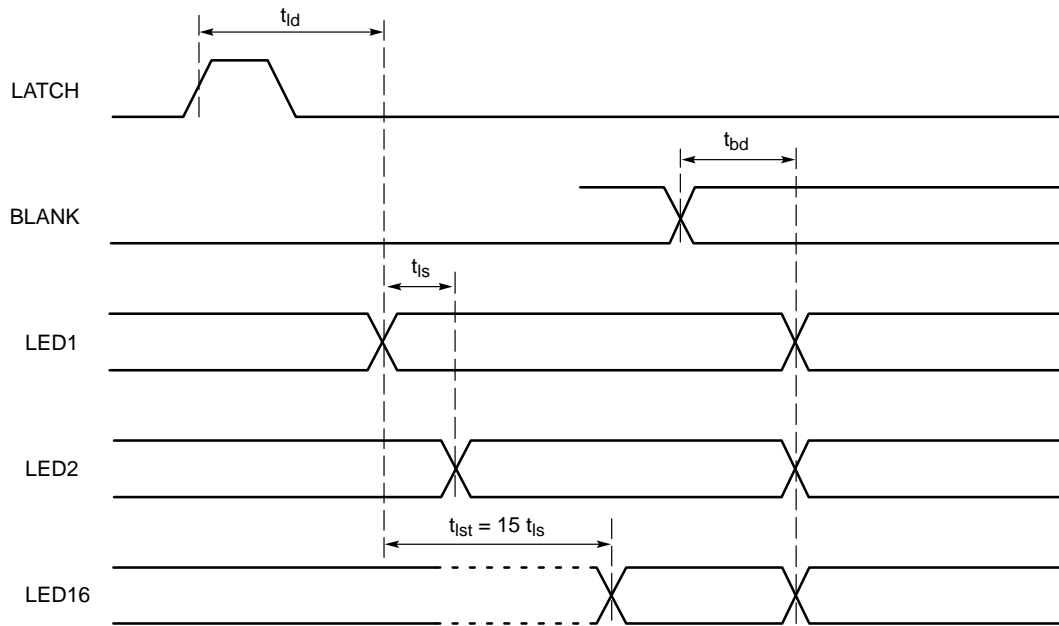 t_ld
LATCH
t_bd
BLANK
t_ls
LED1
LED2
t_lst = 15 t_ls
LED16